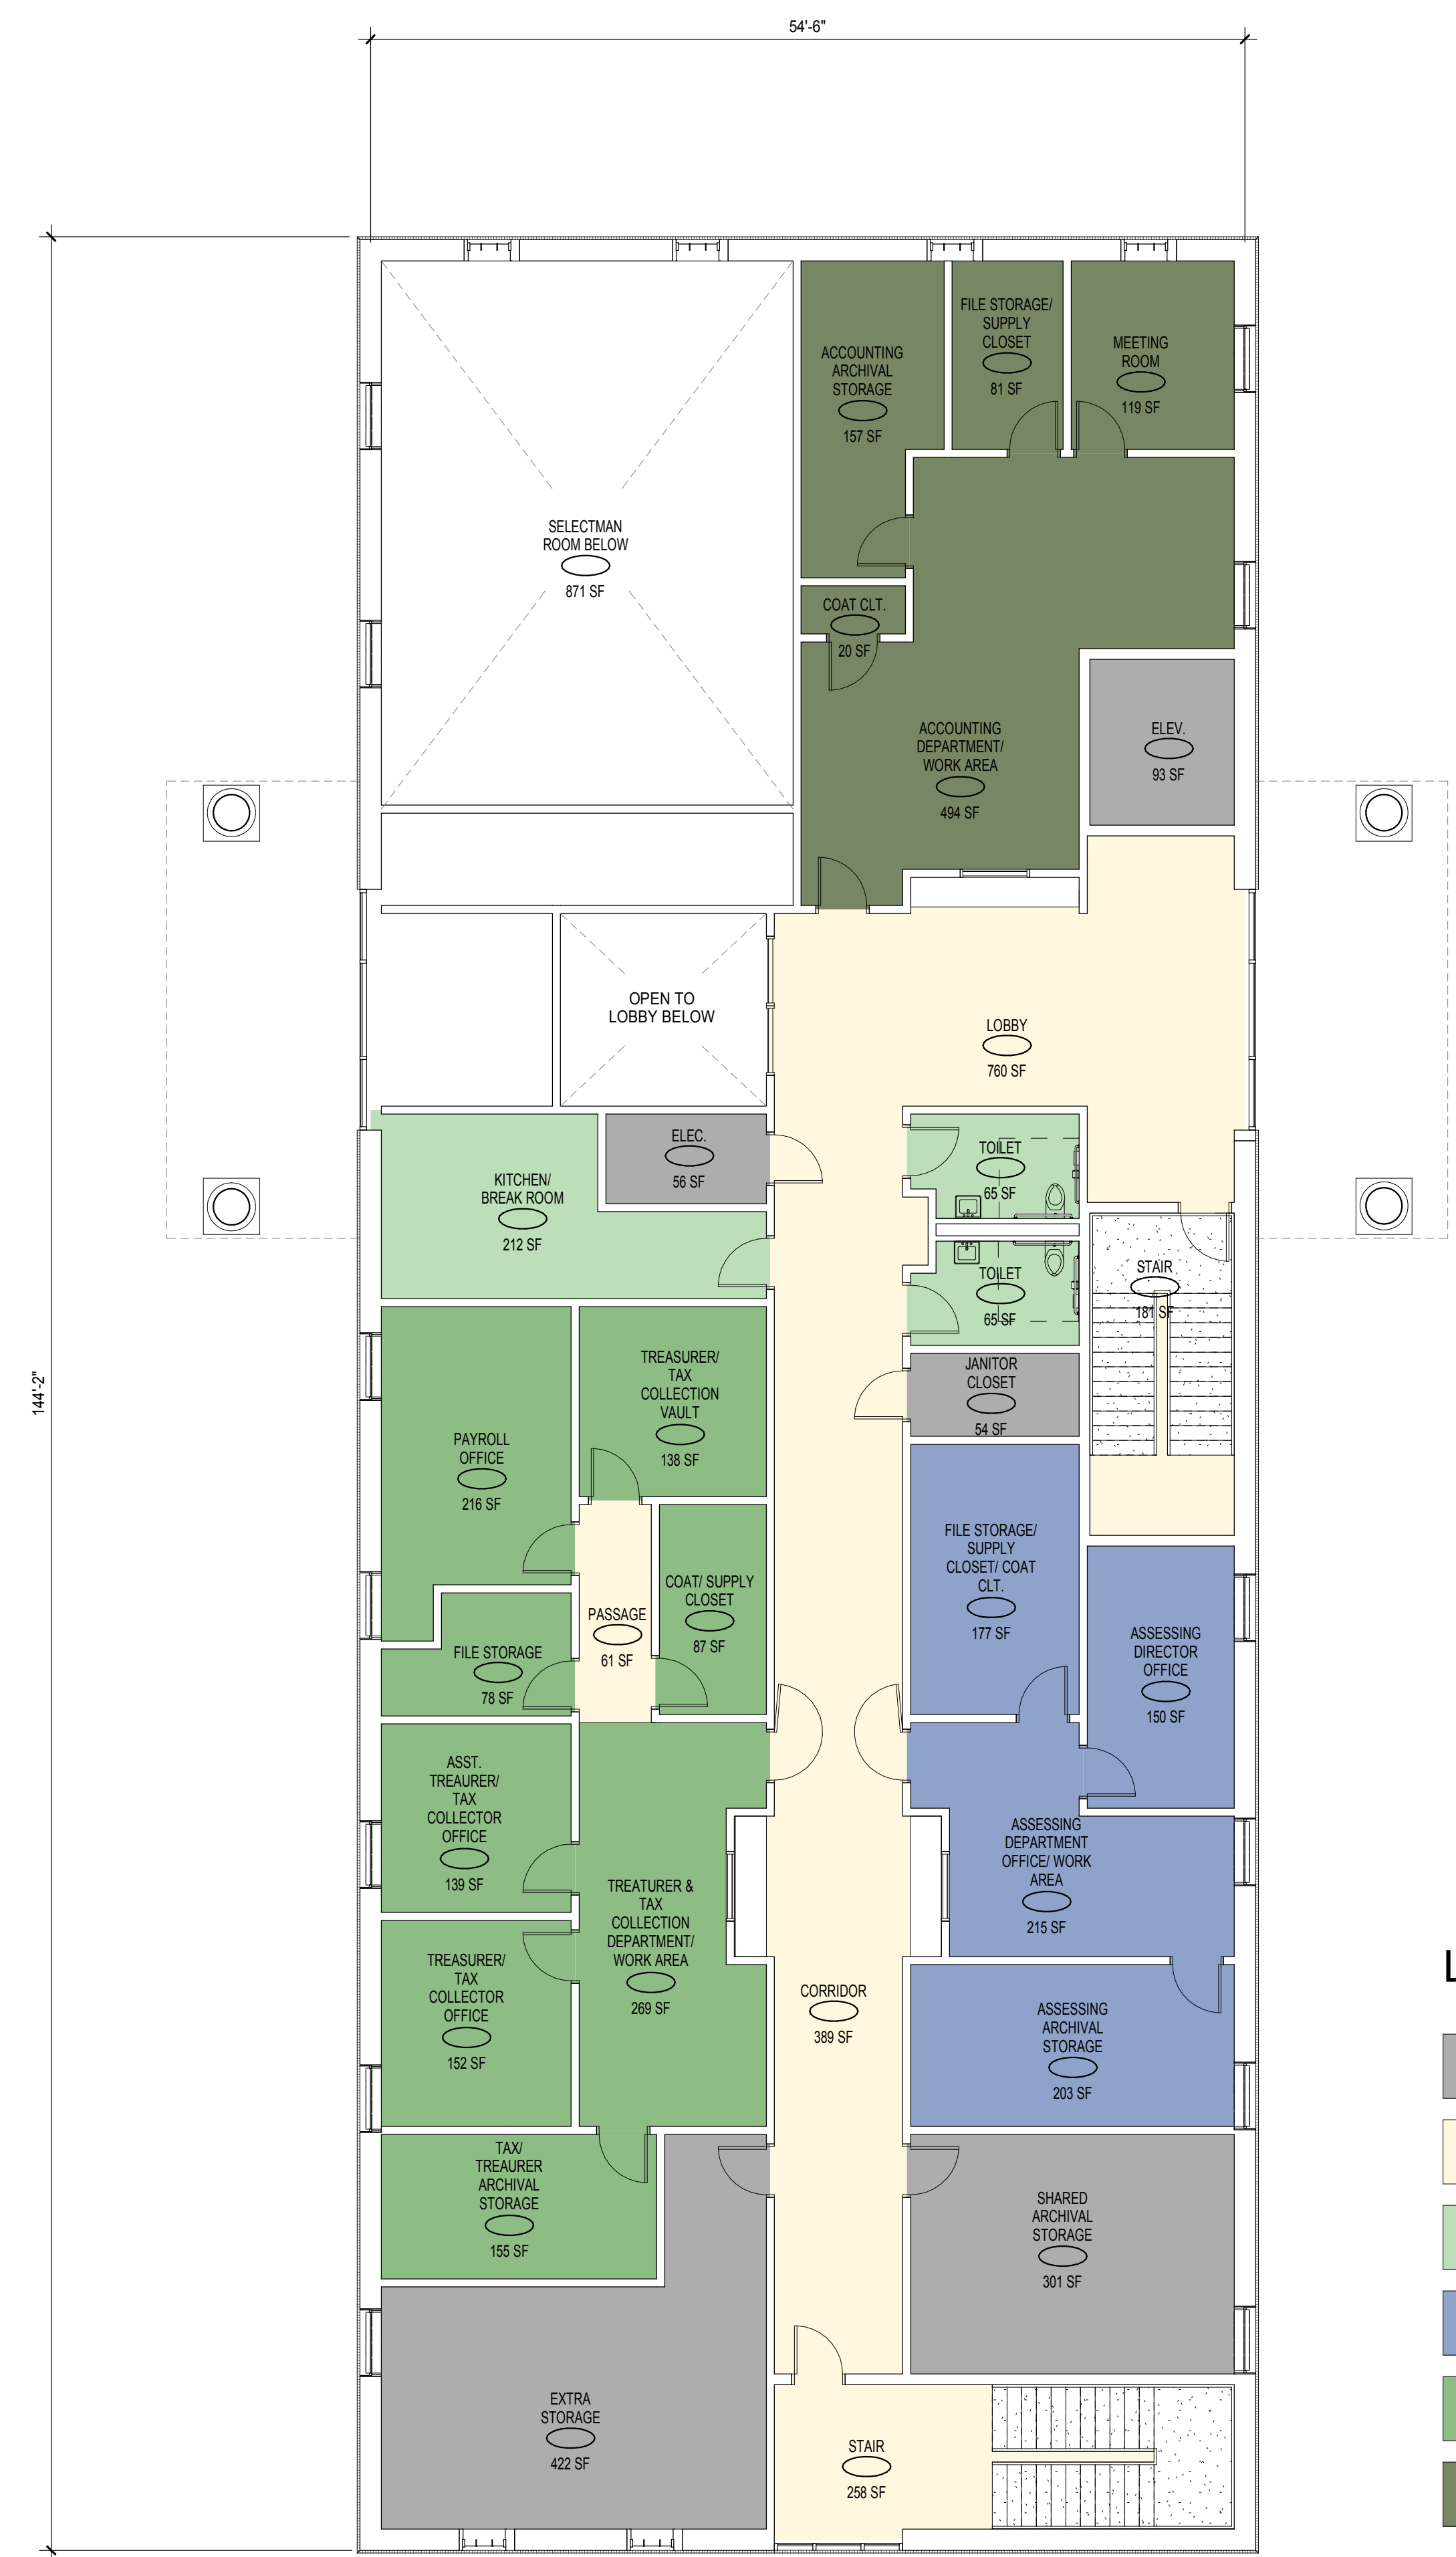 54'-6"
FILE STORAGE/
SUPPLY
CLOSET
81 SF
MEETING
ROOM
119 SF
ACCOUNTING
ARCHIVAL
STORAGE
157 SF
SELECTMAN
ROOM BELOW
871 SF
COAT CLT.
20 SF
ACCOUNTING
DEPARTMENT/
WORK AREA
494 SF
ELEV.
93 SF
OPEN TO
LOBBY BELOW
LOBBY
760 SF
ELEC.
56 SF
TOILET
65 SF
KITCHEN/
BREAK ROOM
212 SF
TOILET
65 SF
STAIR
181 SF
144'-2"
TREASURER/
TAX
COLLECTION
VAULT
138 SF
JANITOR
CLOSET
54 SF
PAYROLL
OFFICE
216 SF
FILE STORAGE/
SUPPLY
CLOSET/ COAT
CLT.
177 SF
COAT/ SUPPLY
CLOSET
87 SF
PASSAGE
61 SF
FILE STORAGE
78 SF
ASSESSING
DIRECTOR
OFFICE
150 SF
ASST.
TREAURER/
TAX
COLLECTOR
OFFICE
139 SF
ASSESSING
DEPARTMENT
OFFICE/ WORK
AREA
215 SF
TREATURER &
TAX
COLLECTION
DEPARTMENT/
WORK AREA
269 SF
TREASURER/
TAX
COLLECTOR
OFFICE
152 SF
CORRIDOR
389 SF
ASSESSING
ARCHIVAL
STORAGE
203 SF
TAX/
TREAURER
ARCHIVAL
STORAGE
155 SF
SHARED
ARCHIVAL
STORAGE
301 SF
EXTRA
STORAGE
422 SF
STAIR
258 SF